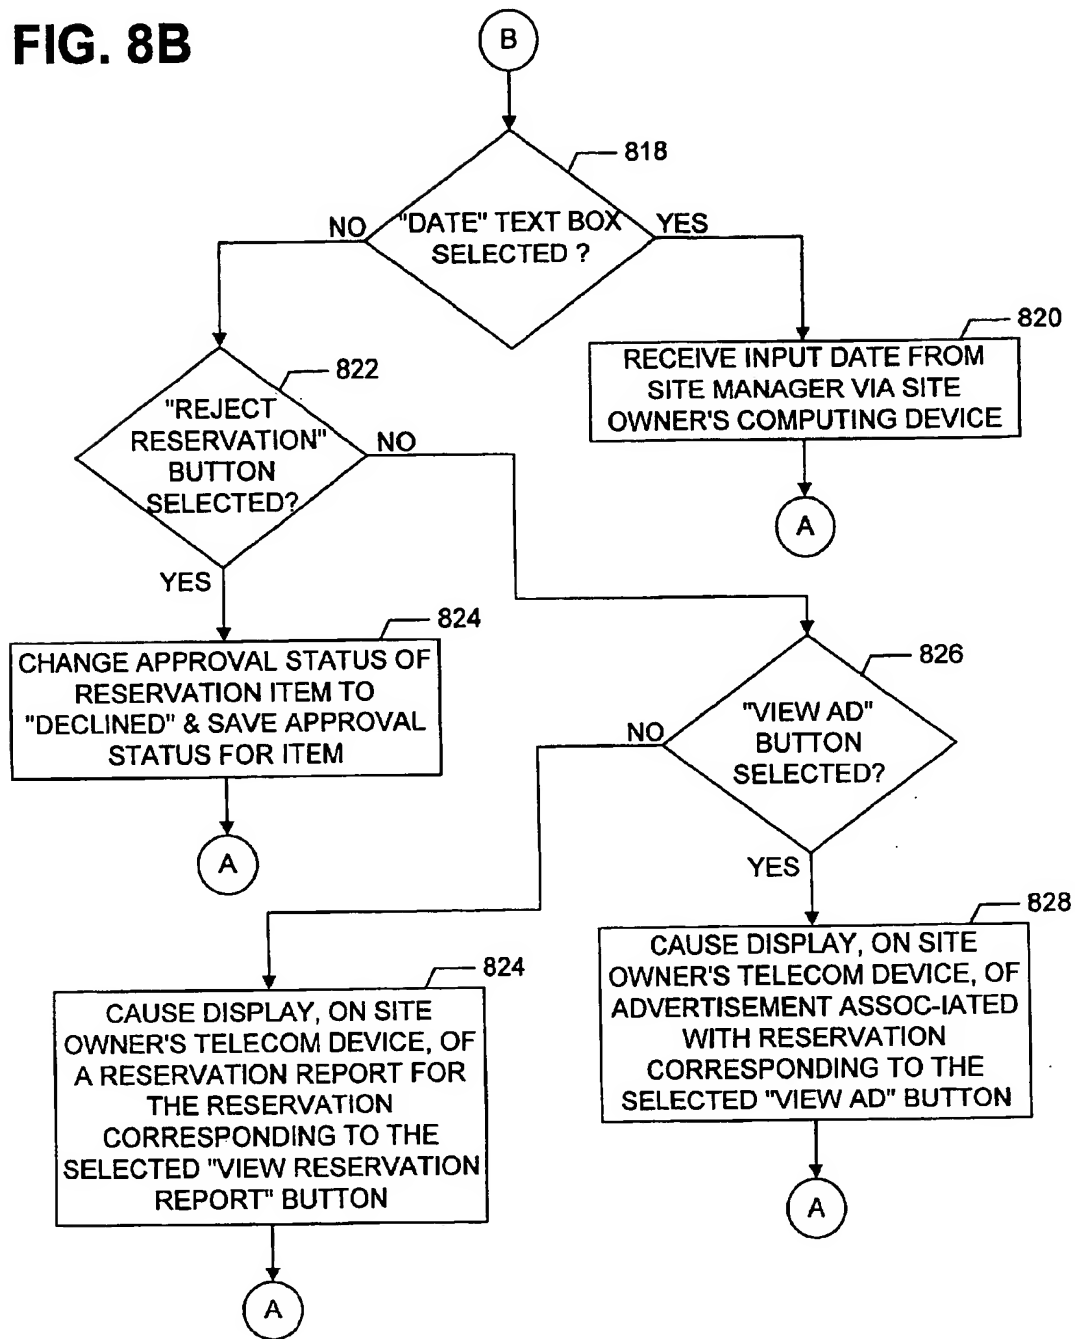 FIG. 8B
B
818
"DATE" TEXT BOX
SELECTED ?
NO
YES
820
RECEIVE INPUT DATE FROM
SITE MANAGER VIA SITE
OWNER'S COMPUTING DEVICE
A
822
"REJECT
RESERVATION"
BUTTON
SELECTED?
NO
YES
824
CHANGE APPROVAL STATUS OF
RESERVATION ITEM TO
"DECLINED" & SAVE APPROVAL
STATUS FOR ITEM
A
826
"VIEW AD"
BUTTON
SELECTED?
NO
YES
828
CAUSE DISPLAY, ON SITE
OWNER'S TELECOM DEVICE, OF
ADVERTISEMENT ASSOC-IATED
WITH RESERVATION
CORRESPONDING TO THE
SELECTED "VIEW AD" BUTTON
A
824
CAUSE DISPLAY, ON SITE
OWNER'S TELECOM DEVICE, OF
A RESERVATION REPORT FOR
THE RESERVATION
CORRESPONDING TO THE
SELECTED "VIEW RESERVATION
REPORT" BUTTON
A